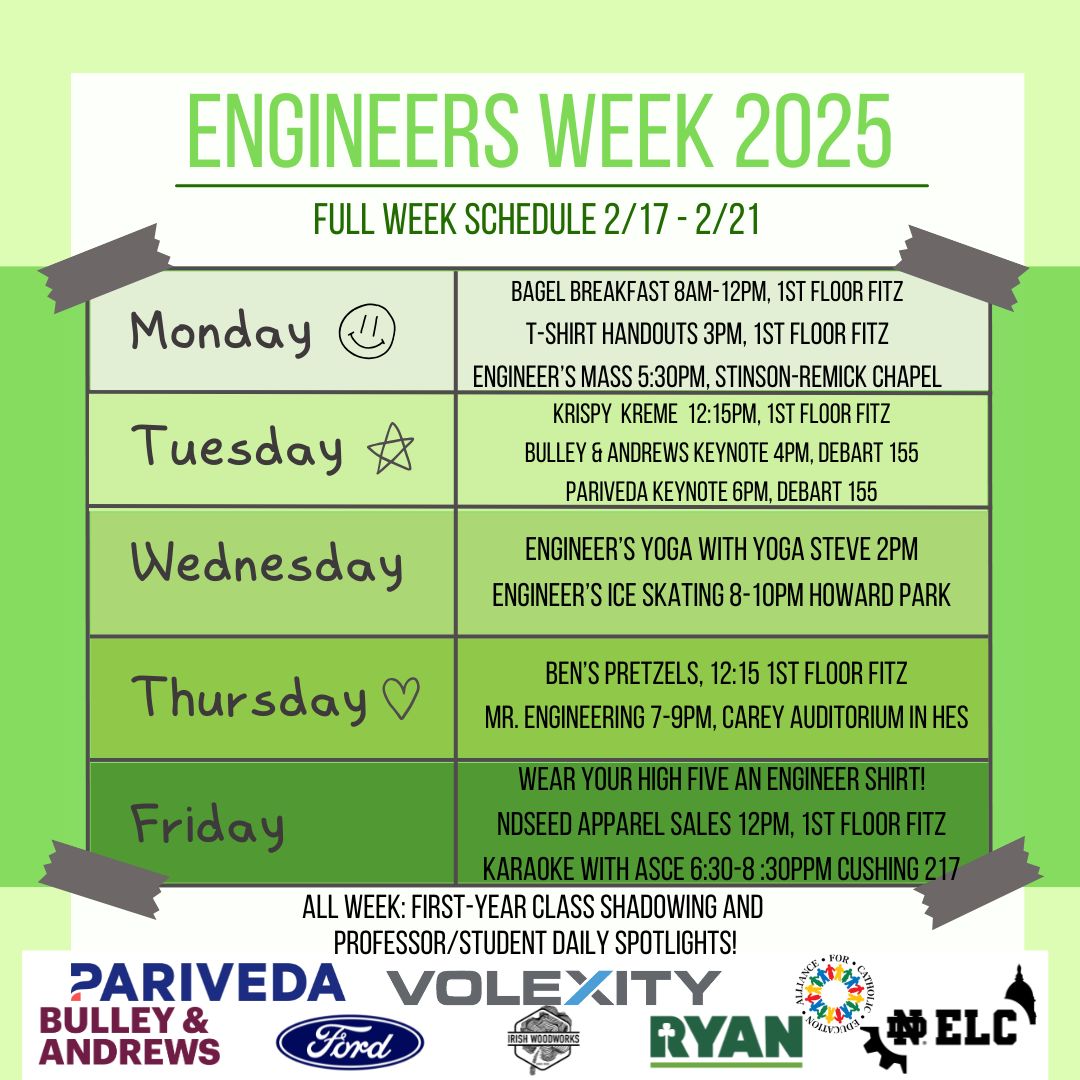 ENGINEERS WEEK 2025
FULL WEEK SCHEDULE 2/17 - 2/21
Monday
BAGEL BREAKFAST 8AM-12PM, 1ST FLOOR FITZ
T-SHIRT HANDOUTS 3PM, 1ST FLOOR FITZ
ENGINEER'S MASS 5:30PM, STINSON-REMICK CHAPEL
Tuesday
KRISPY KREME 12:15PM, 1ST FLOOR FITZ
BULLEY & ANDREWS KEYNOTE 4PM, DEBART 155
PARIVEDA KEYNOTE 6PM, DEBART 155
Wednesday
ENGINEER'S YOGA WITH YOGA STEVE 2PM
ENGINEER'S ICE SKATING 8-10PM HOWARD PARK
Thursday
BEN'S PRETZELS, 12:15 1ST FLOOR FITZ
MR. ENGINEERING 7-9PM, CAREY AUDITORIUM IN HES
Friday
WEAR YOUR HIGH FIVE AN ENGINEER SHIRT!
NDSEED APPAREL SALES 12PM, 1ST FLOOR FITZ
KARAOKE WITH ASCE 6:30-8 :30PPM CUSHING 217
ALL WEEK: FIRST-YEAR CLASS SHADOWING AND
PROFESSOR/STUDENT DAILY SPOTLIGHTS!
PARIVEDA
VOLEXITY
ALLIANCE • FOR • CATHOLIC • EDUCATION •
BULLEY &
ANDREWS
Ford
IRISH WOODWORKS
RYAN
ND ELC